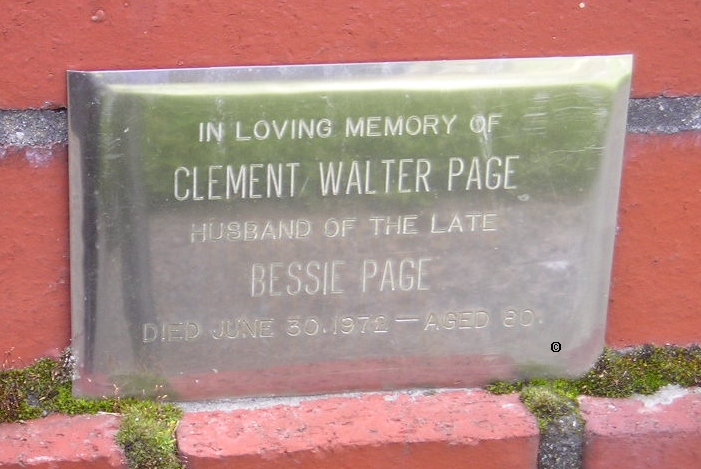 IN LOVING MEMORY OF
CLEMENT WALTER PAGE
HUSBAND OF THE LATE
BESSIE PAGE
DIED JUNE 30.1972 — AGED 80.
©